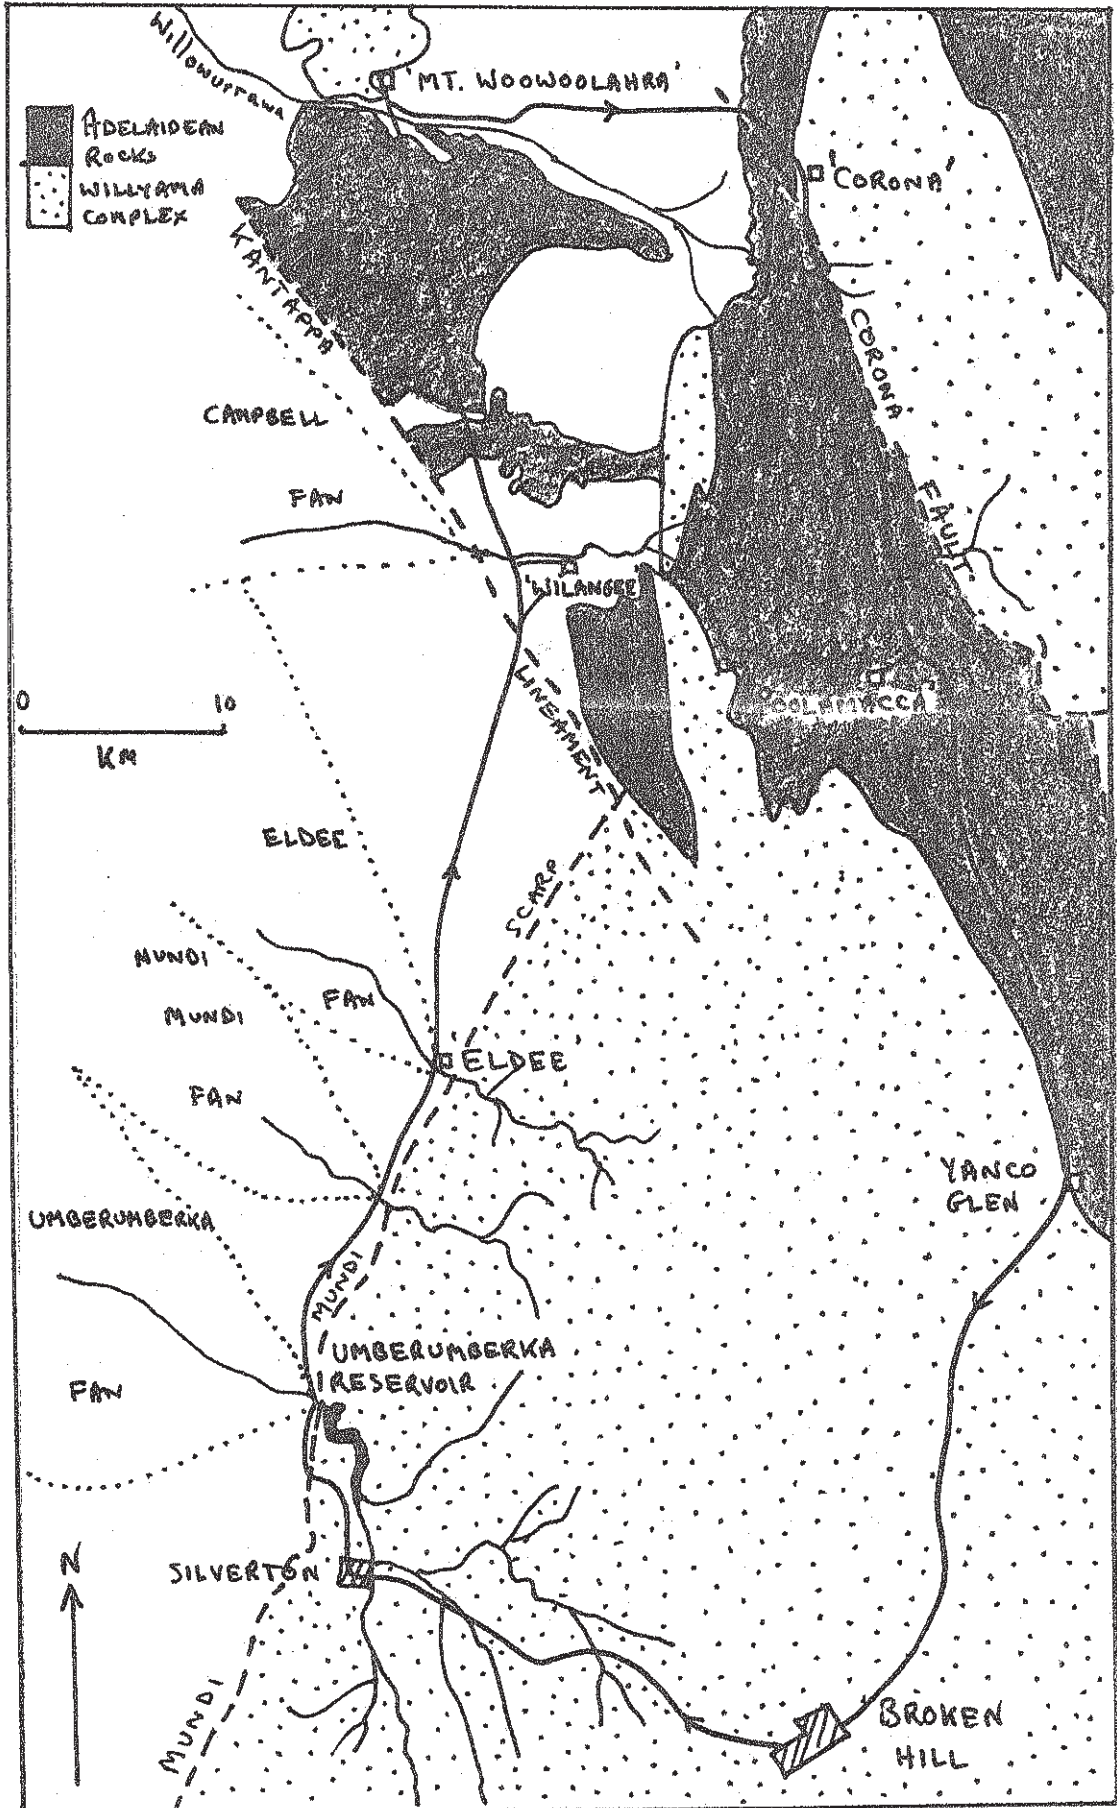 Willowurrawa
'MT. WOOWOOLAHRA'
ADELAIDEAN
ROCKS
WILLYAMA
COMPLEX
'CORONA'
KANTAPPA
CORONA
CAMPBELL
FAN
FAULT
'WILANGEE'
LINEAMENT
0 10
KM
ELDEE
SCARP
MUNDI
FAN
MUNDI
ELDEE
FAN
YANCO
GLEN
UMBERUMBERKA
MUNDI
UMBERUMBERKA
RESERVOIR
FAN
N
SILVERTON
MUNDI
BROKEN
HILL